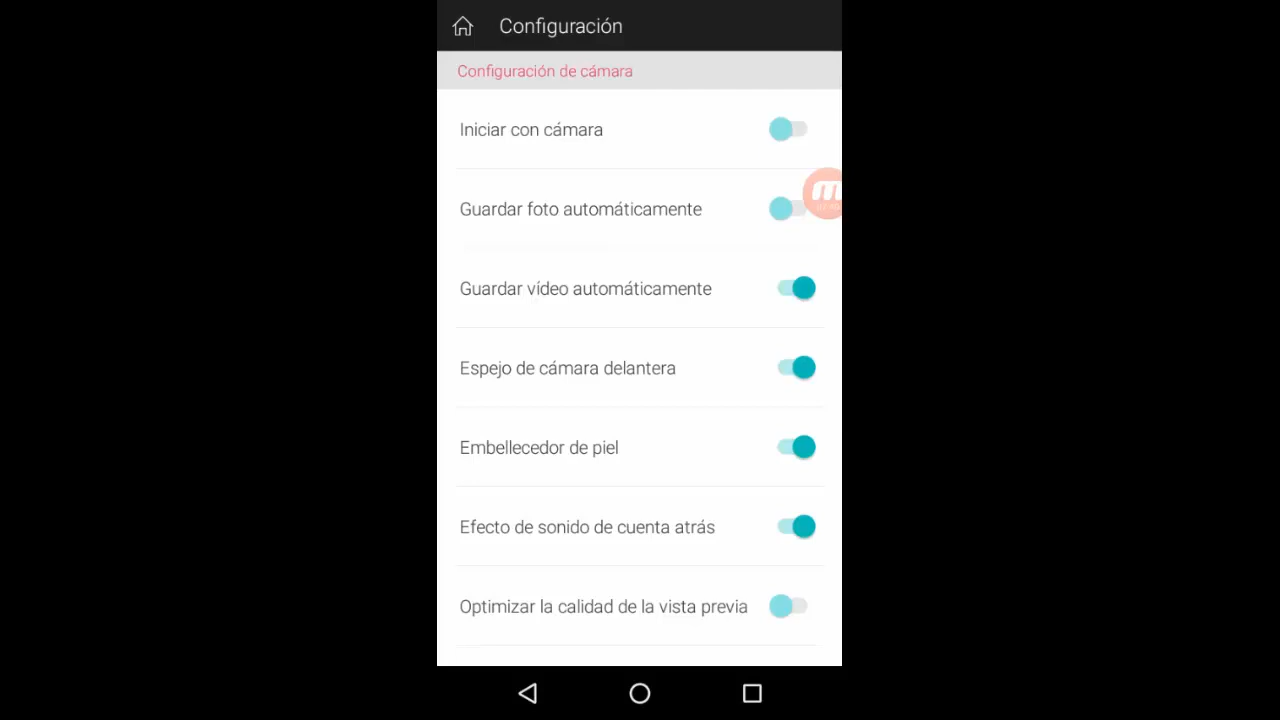 Configuración
Configuración de cámara
Iniciar con cámara
Guardar foto automáticamente
Guardar vídeo automáticamente
Espejo de cámara delantera
Embellecedor de piel
Efecto de sonido de cuenta atrás
Optimizar la calidad de la vista previa